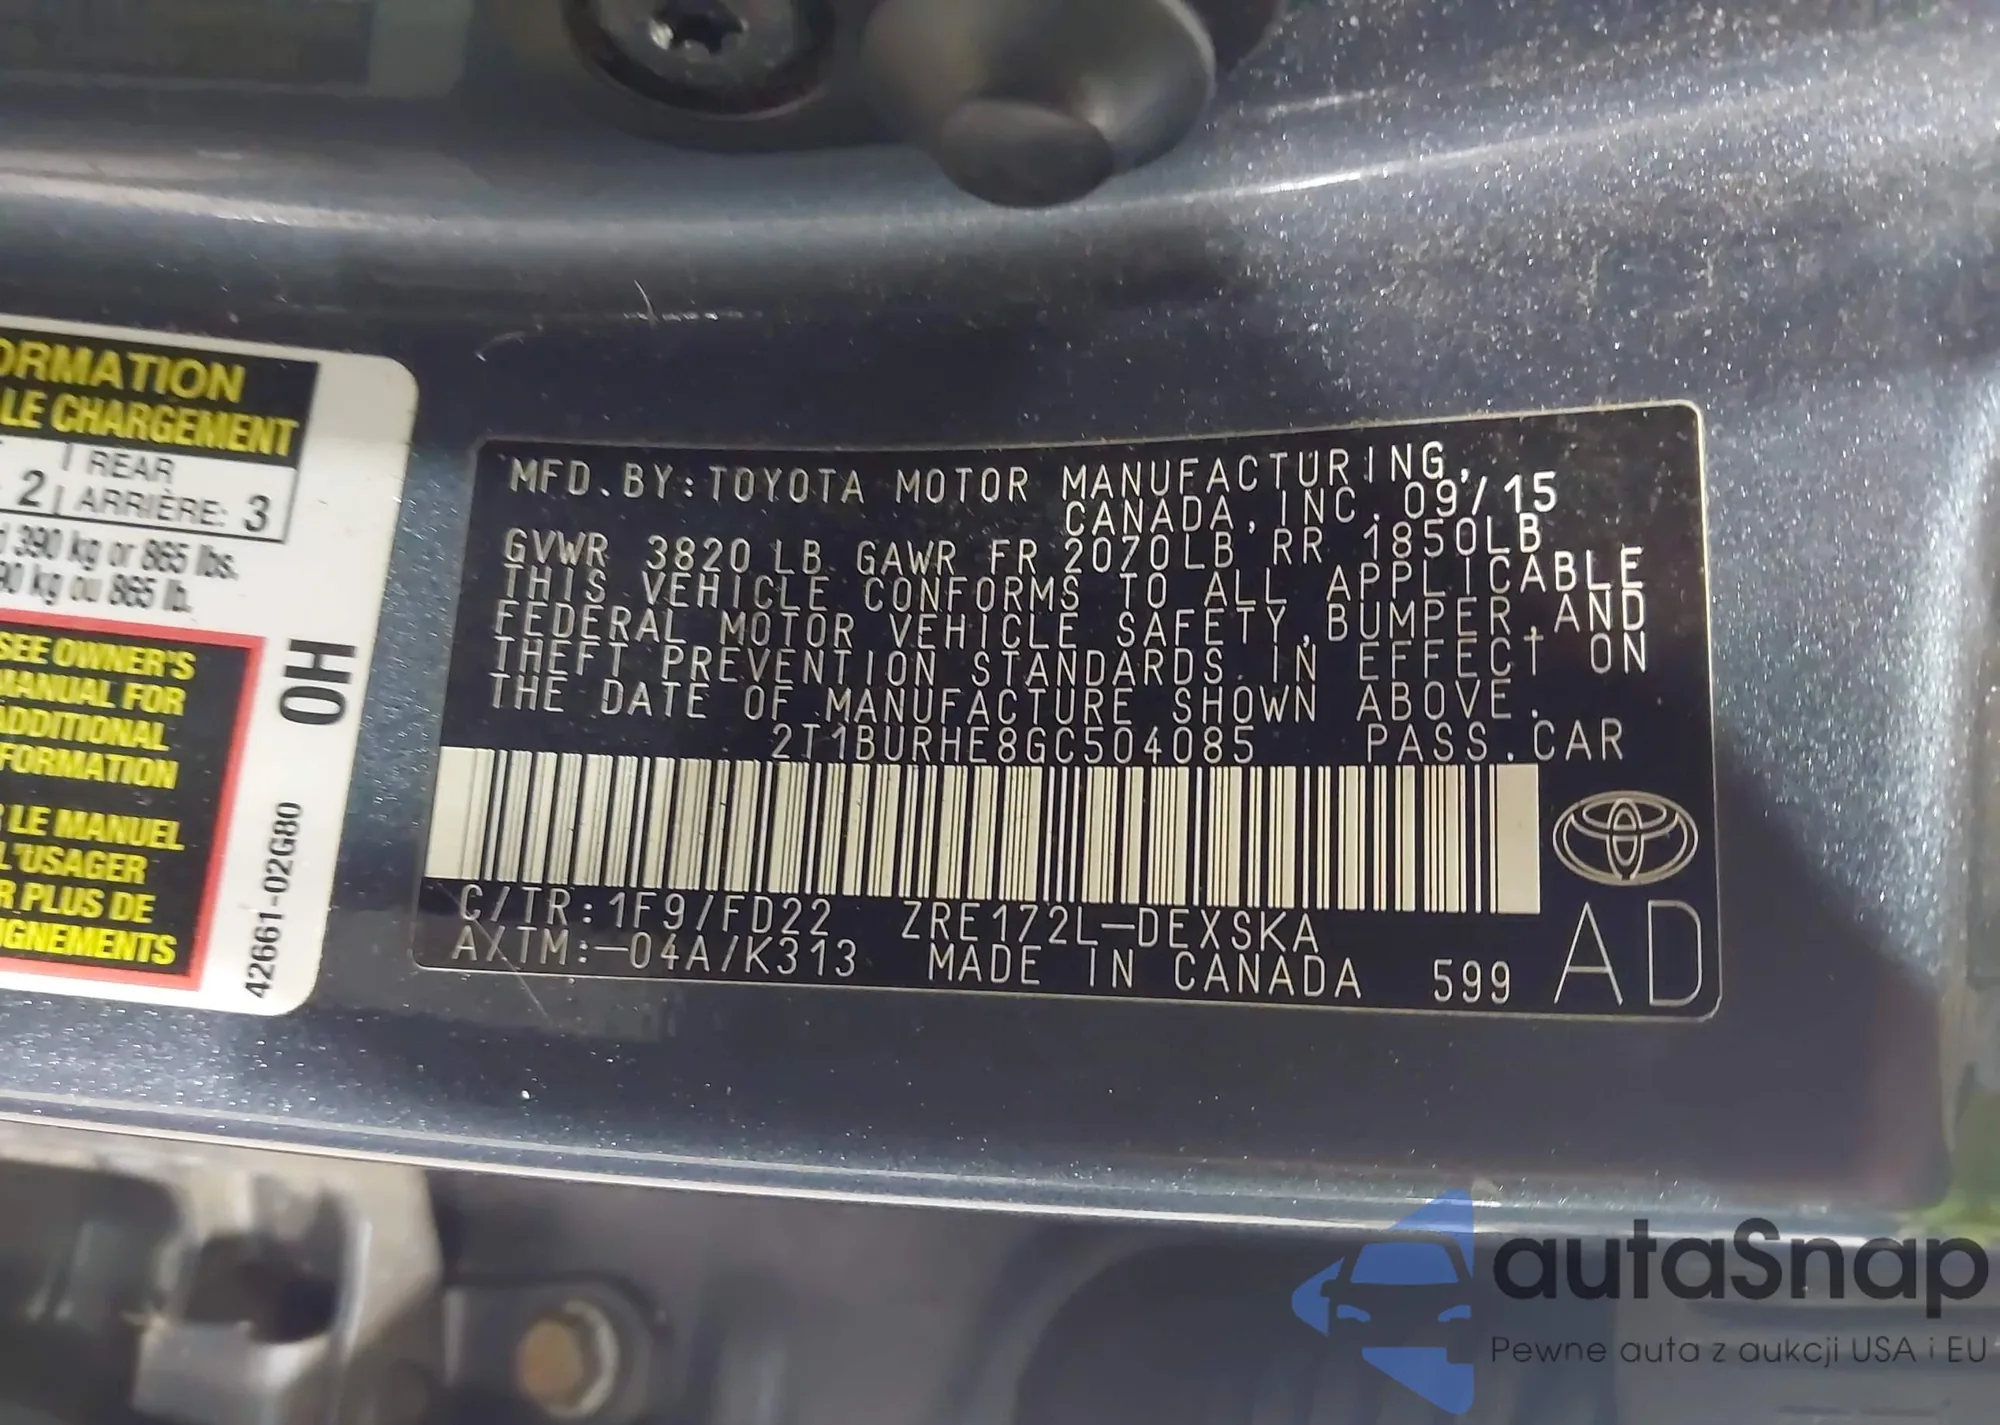 ORMATION
LE CHARGEMENT
1 REAR
2 ARRIÈRE: 3
390 kg or 865 lbs.
kg ou 865 lb.
SEE OWNER'S
MANUAL FOR
ADDITIONAL
FORMATION
LE MANUEL
L'USAGER
R PLUS DE
IGNEMENTS
0H
42661-02G80
MFD.BY:TOYOTA MOTOR MANUFACTURING,
CANADA,INC. 09/15
GVWR 3820 LB GAWR FR 2070LB RR 1850LB
THIS VEHICLE CONFORMS TO ALL APPLICABLE
FEDERAL MOTOR VEHICLE SAFETY,BUMPER,AND
THEFT PREVENTION STANDARDS IN EFFECT ON
THE DATE OF MANUFACTURE SHOWN ABOVE.
2T1BURHE8GC504085 PASS.CAR
C/TR:1F9/FD22 ZRE172L-DEXSKA
A/TM:-04A/K313 MADE IN CANADA 599 AD
autaSnap
Pewne auta z aukcji USA i EU